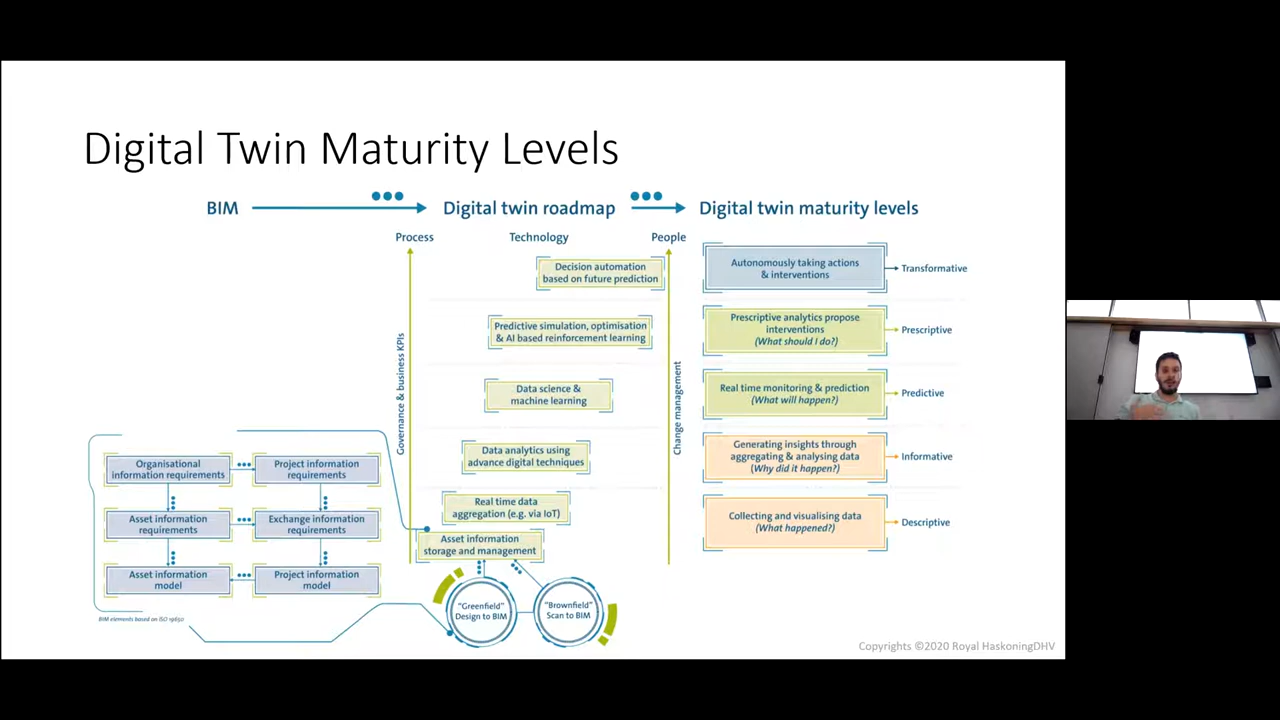 Digital Twin Maturity Levels
BIM
Digital twin roadmap
Digital twin maturity levels
Process
Technology
People
Governance & business KPIs
Change management
Decision automation
based on future prediction
Predictive simulation, optimisation
& AI based reinforcement learning
Data science &
machine learning
Data analytics using
advance digital techniques
Real time data
aggregation (e.g. via IoT)
Asset information
storage and management
"Greenfield"
Design to BIM
"Brownfield"
Scan to BIM
Autonomously taking actions
& interventions
Transformative
Prescriptive analytics propose
interventions
(What should I do?)
Prescriptive
Real time monitoring & prediction
(What will happen?)
Predictive
Generating insights through
aggregating & analysing data
(Why did it happen?)
Informative
Collecting and visualising data
(What happened?)
Descriptive
Organisational
information requirements
Project information
requirements
Asset information
requirements
Exchange information
requirements
Asset information
model
Project information
model
BIM elements based on ISO 19650
Copyrights ©2020 Royal HaskoningDHV